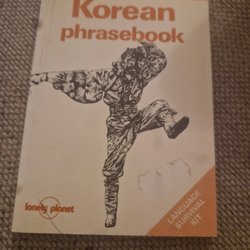 Korean
phrasebook
LANGUAGE
SURVIVAL
KIT
lonely planet